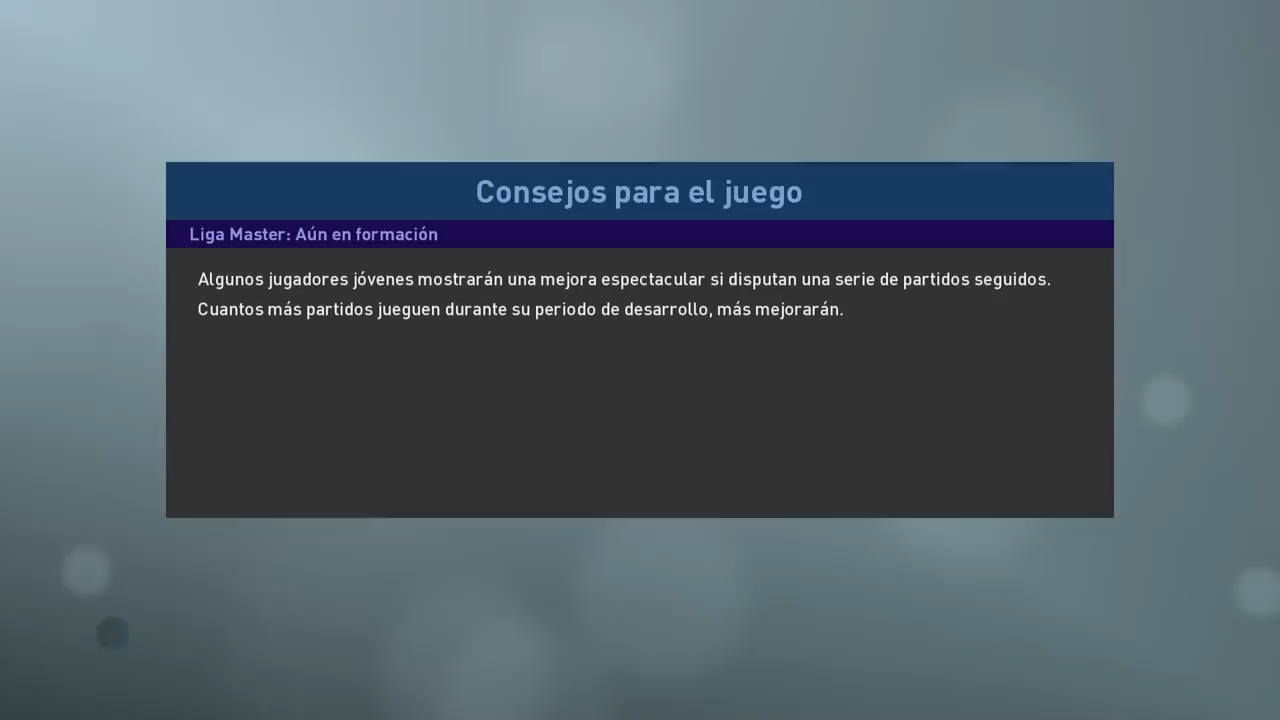 Consejos para el juego
Liga Master: Aún en formación
Algunos jugadores jóvenes mostrarán una mejora espectacular si disputan una serie de partidos seguidos.
Cuantos más partidos jueguen durante su periodo de desarrollo, más mejorarán.